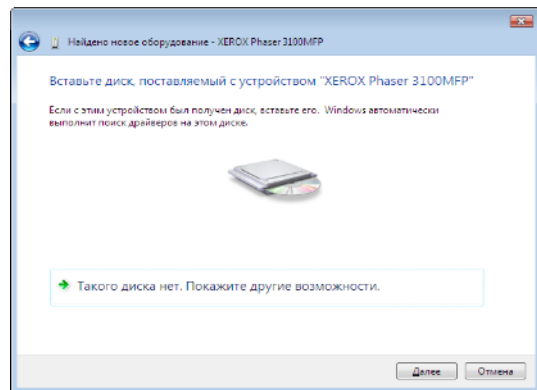 Найдено новое оборудование - XEROX Phaser 3100MFP
Вставьте диск, поставляемый с устройством "XEROX Phaser 3100MFP"
Если с этим устройством был получен диск, вставьте его. Windows автоматически
выполнит поиск драйверов на этом диске.
Такого диска нет. Покажите другие возможности.
Далее
Отмена